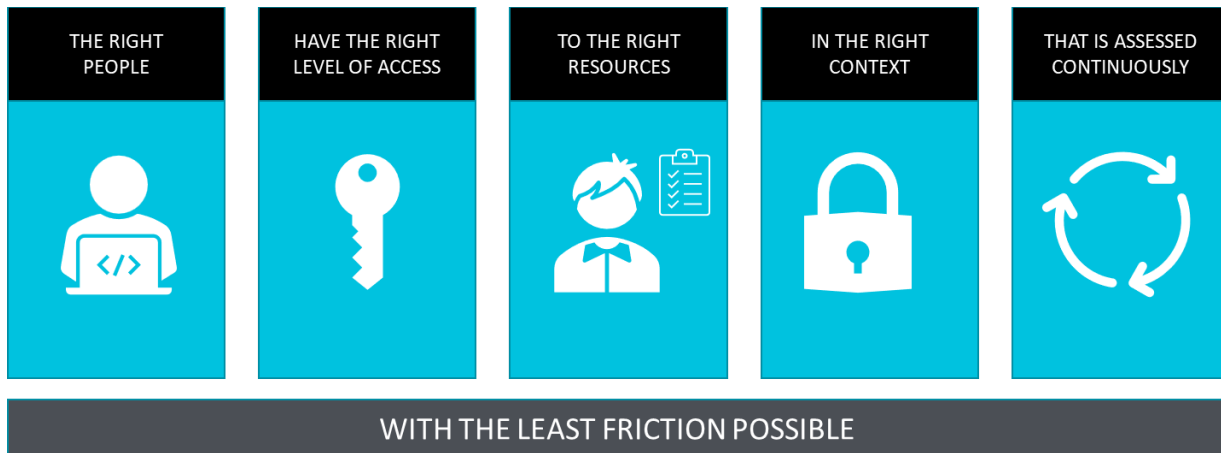 THE RIGHT
PEOPLE
HAVE THE RIGHT
LEVEL OF ACCESS
TO THE RIGHT
RESOURCES
IN THE RIGHT
CONTEXT
THAT IS ASSESSED
CONTINUOUSLY
</>
WITH THE LEAST FRICTION POSSIBLE